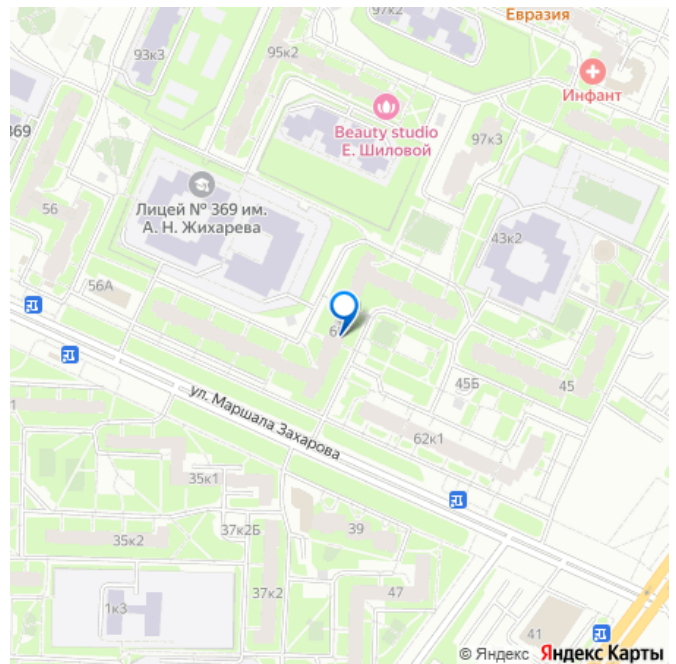 97к2
Евразия
93к3
95к2
Инфант
369
Beauty studio
Е. Шиловой
97к3
56
Лицей № 369 им.
А. Н. Жихарева
43к2
56А
45Б
45
ул. Маршала Захарова
62к1
35к1
37к2Б
39
35к2
37к2
47
1к3
41
© Яндекс Яндекс Карты